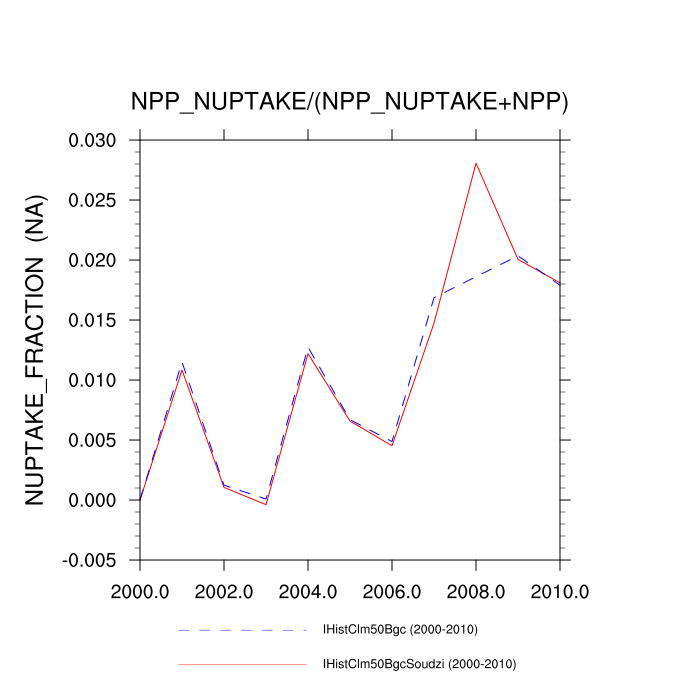 NPP_NUPTAKE/(NPP_NUPTAKE+NPP)
NUPTAKE_FRACTION (NA)
0.030
0.025
0.020
0.015
0.010
0.005
0.000
-0.005
2000.0 2002.0 2004.0 2006.0 2008.0 2010.0
IHistClm50Bgc (2000-2010)
IHistClm50BgcSoudzi (2000-2010)